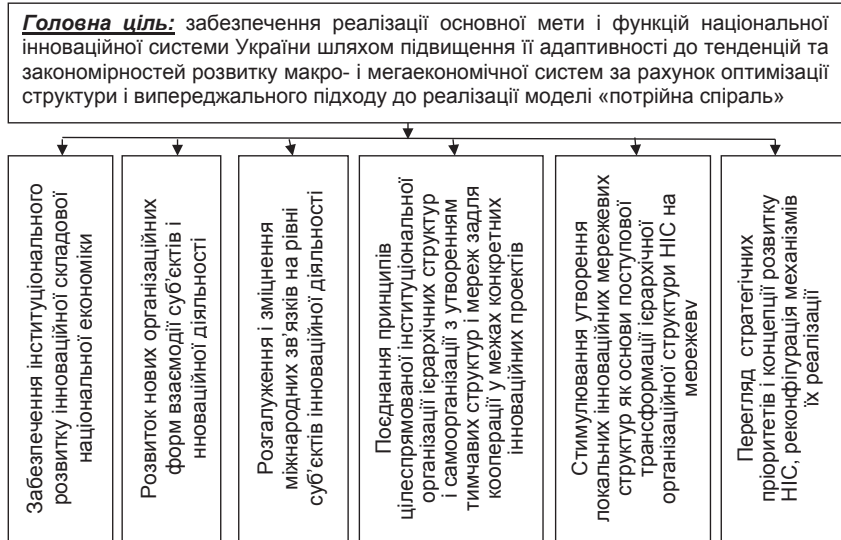 Головна ціль: забезпечення реалізації основної мети і функцій національної
інноваційної системи України шляхом підвищення її адаптивності до тенденцій та
закономірностей розвитку макро- і мегаекономічної систем за рахунок оптимізації
структури і випереджального підходу до реалізації моделі «потрійна спіраль»
Забезпечення інституціонального
розвитку інноваційної складової
національної економіки
Розвиток нових організаційних
форм взаємодії суб'єктів і
нноваційної діяльності
Розгалуження і зміцнення
міжнародних зв'язків на рівні
суб'єктів інноваційної діяльності
Поєднання принципів
цілеспрямованої інституціональної
організації ієрархічних структур
і самоорганізації з утворенням
тимчавих структур і мереж задля
кооперації у межах конкретних
інноваційних проектів
Стимулювання утворення
локальних інноваційних мережевих
структур як основи поступової
трансформації ієрархічної
організаційної структури НІС на
мережеву
Перегляд стратегічних
пріоритетів і концепції розвитку
НІС, реконфігурація механізмів
їх реалізації